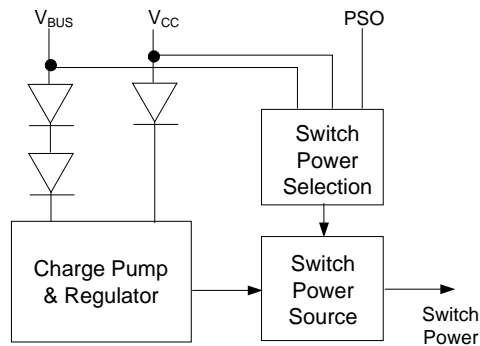 VBUS
VCC
PSO
Switch
Power
Selection
Charge Pump
& Regulator
Switch
Power
Source
Switch
Power